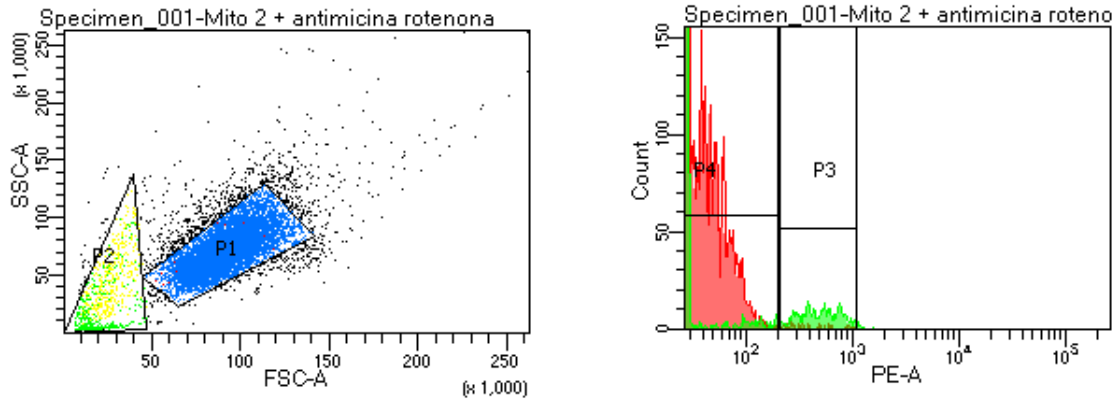 Specimen_001-Mito 2 + antimicina rotenona
(x 1,000)
SSC-A
250
200
150
100
50
P2
P1
50 100 150 200 250
FSC-A
(x 1,000)
Specimen_001-Mito 2 + antimicina roteno
Count
150
100
50
0
P4
P3
10² 10³ 10⁴ 10⁵
PE-A